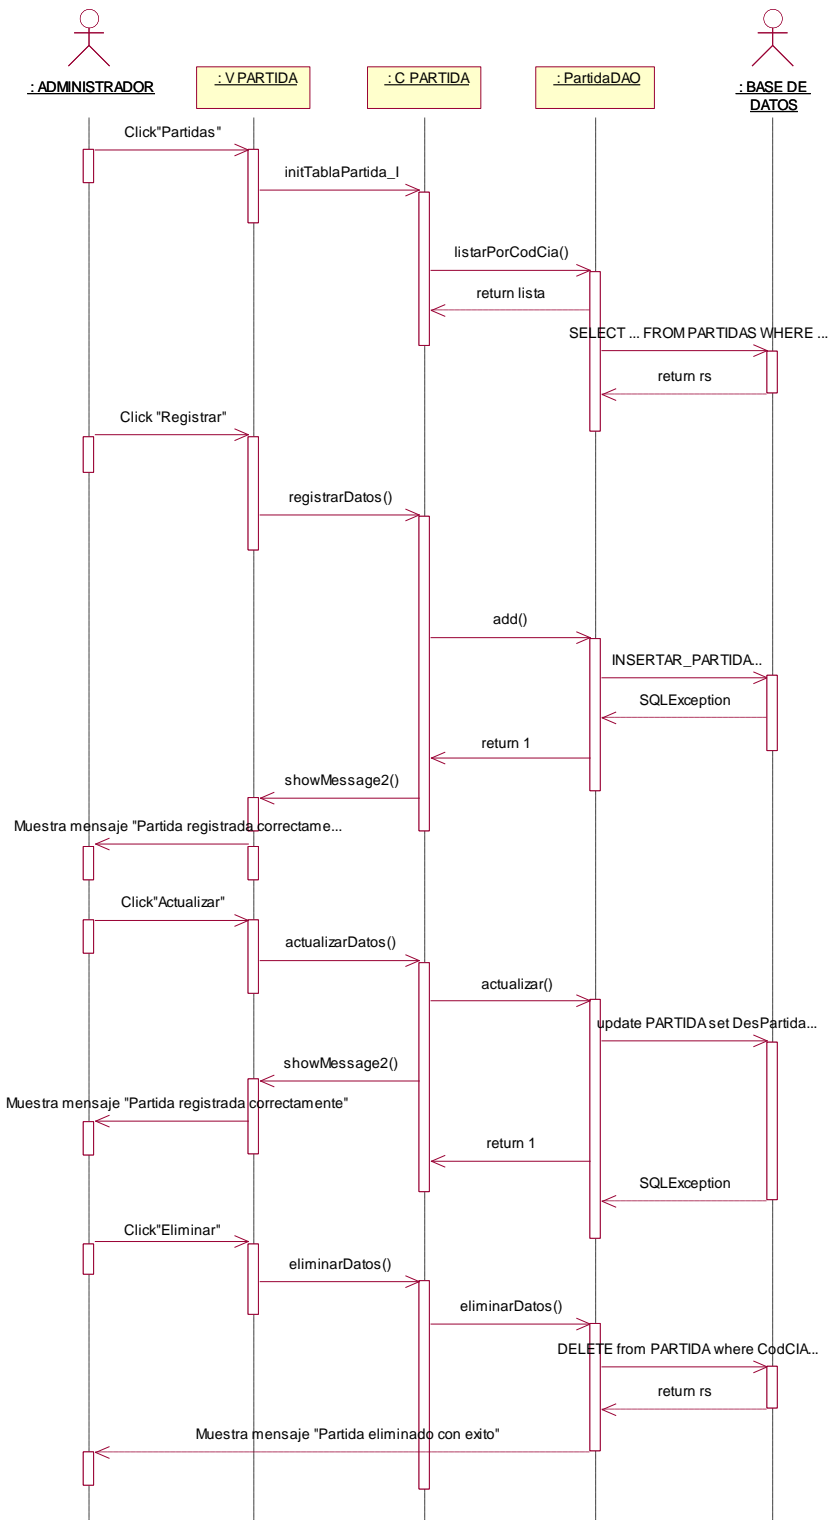 : ADMINISTRADOR
: V PARTIDA
: C PARTIDA
: PartidaDAO
: BASE DE
DATOS
Click"Partidas"
initTablaPartida_I
listarPorCodCia()
return lista
SELECT ... FROM PARTIDAS WHERE ...
return rs
Click "Registrar"
registrarDatos()
add()
INSERTAR_PARTIDA...
SQLException
return 1
showMessage2()
Muestra mensaje "Partida registrada correctame...
Click"Actualizar"
actualizarDatos()
actualizar()
update PARTIDA set DesPartida...
showMessage2()
Muestra mensaje "Partida registrada correctamente"
return 1
SQLException
Click"Eliminar"
eliminarDatos()
eliminarDatos()
DELETE from PARTIDA where CodCIA...
return rs
Muestra mensaje "Partida eliminado con exito"